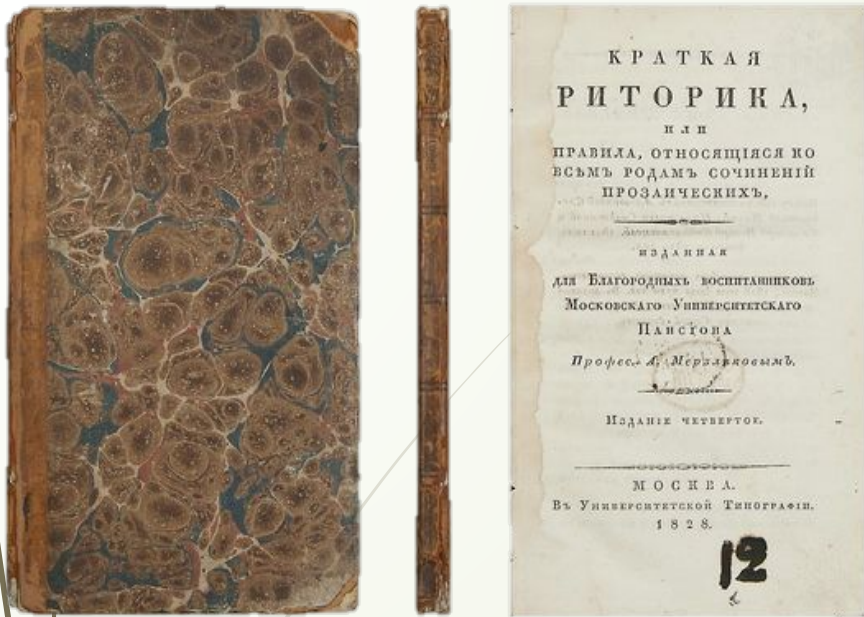 КРАТКАЯ
РИТОРИКА,
ИЛИ
ПРАВИЛА, ОТНОСЯЩІЯСЯ КО
ВСѢМЪ РОДАМЪ СОЧИНЕНІЙ
ПРОЗАИЧЕСКИХЪ,
ИЗДАННАЯ
для Благородныхъ воспитанниковъ
Московскаго Университетскаго
Пансіона
Профес. А. Мерзляковымъ.
Изданіе четвертое.
МОСКВА.
Въ Университетской Типографіи.
1828.
12